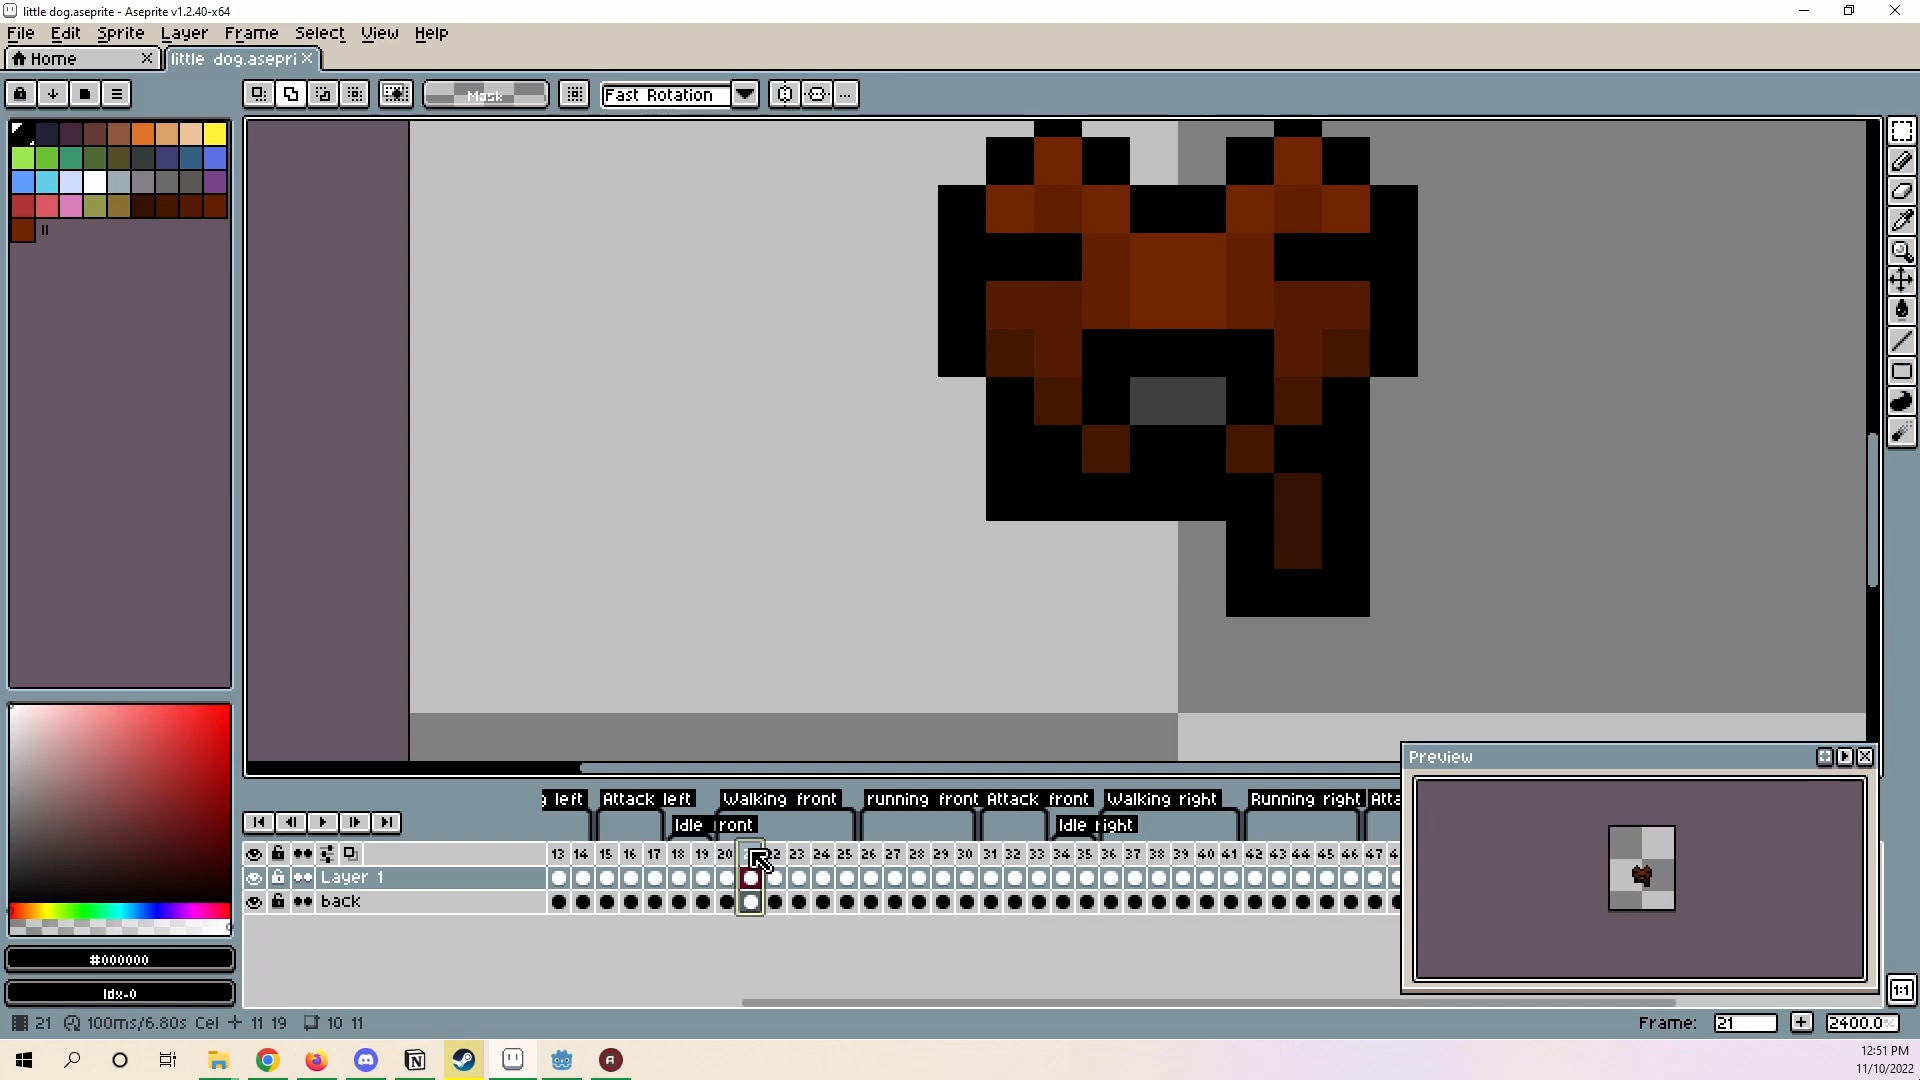 little dog.aseprite - Aseprite v1.2.40-x64
File Edit Sprite Layer Frame Select View Help
Home
little dog.asepri
Mask
Fast Rotation
Preview
left Attack left Walking front running front Attack front Walking right Running right Atta
Idle ront Idle right
13 14 15 16 17 18 19 20 22 23 24 25 26 27 28 29 30 31 32 33 34 35 36 37 38 39 40 41 42 43 44 45 46 47
Layer 1
back
#000000
Idx-0
21 100ms/6.80s Cel 11 19 10 11
Frame: 21 2400.0
1:1
12:51 PM
11/10/2022